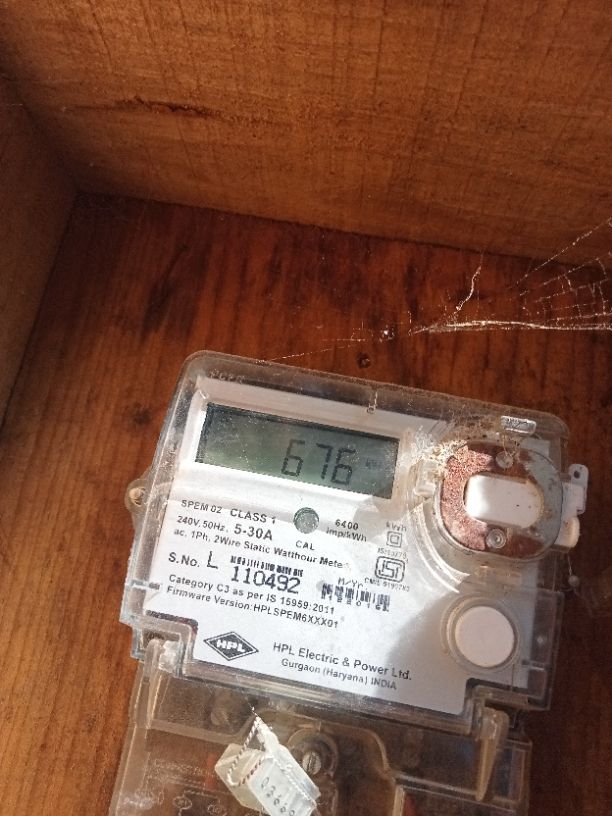 676
SPEM 02 CLASS 1
240V, 50Hz, 5-30A
6400 imp/kWh
kWh
CAL
ac, 1Ph, 2Wire Static Watthour Meter
S.No. L 110492
M/Yr.
Category C3 as per IS 15959:2011
Firmware Version:HPLSPEM6XXX01
HPL
HPL Electric & Power Ltd.
Gurgaon (Haryana) INDIA